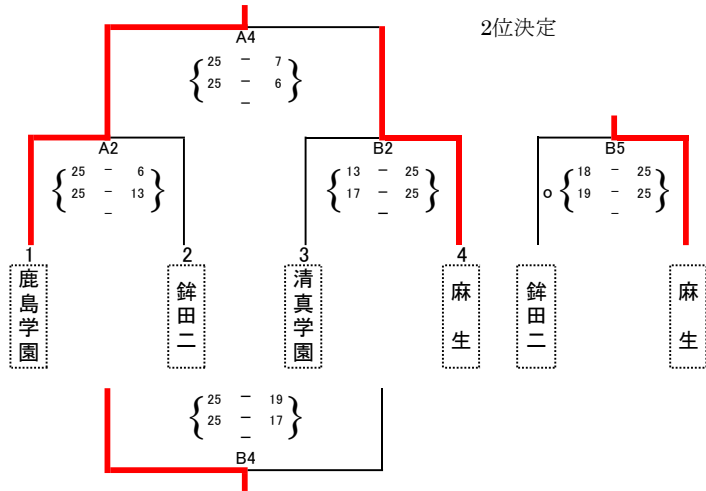 2位決定
A4
{ 25 - 7 }
{ 25 - 6 }
-
A2
{ 25 - 6 }
{ 25 - 13 }
-
B2
{ 13 - 25 }
{ 17 - 25 }
-
B5
{ 18 - 25 }
o { 19 - 25 }
-
1 2 3 4
鹿島学園
鉾田二
清真学園
麻生
鉾田二
麻生
{ 25 - 19 }
{ 25 - 17 }
-
B4